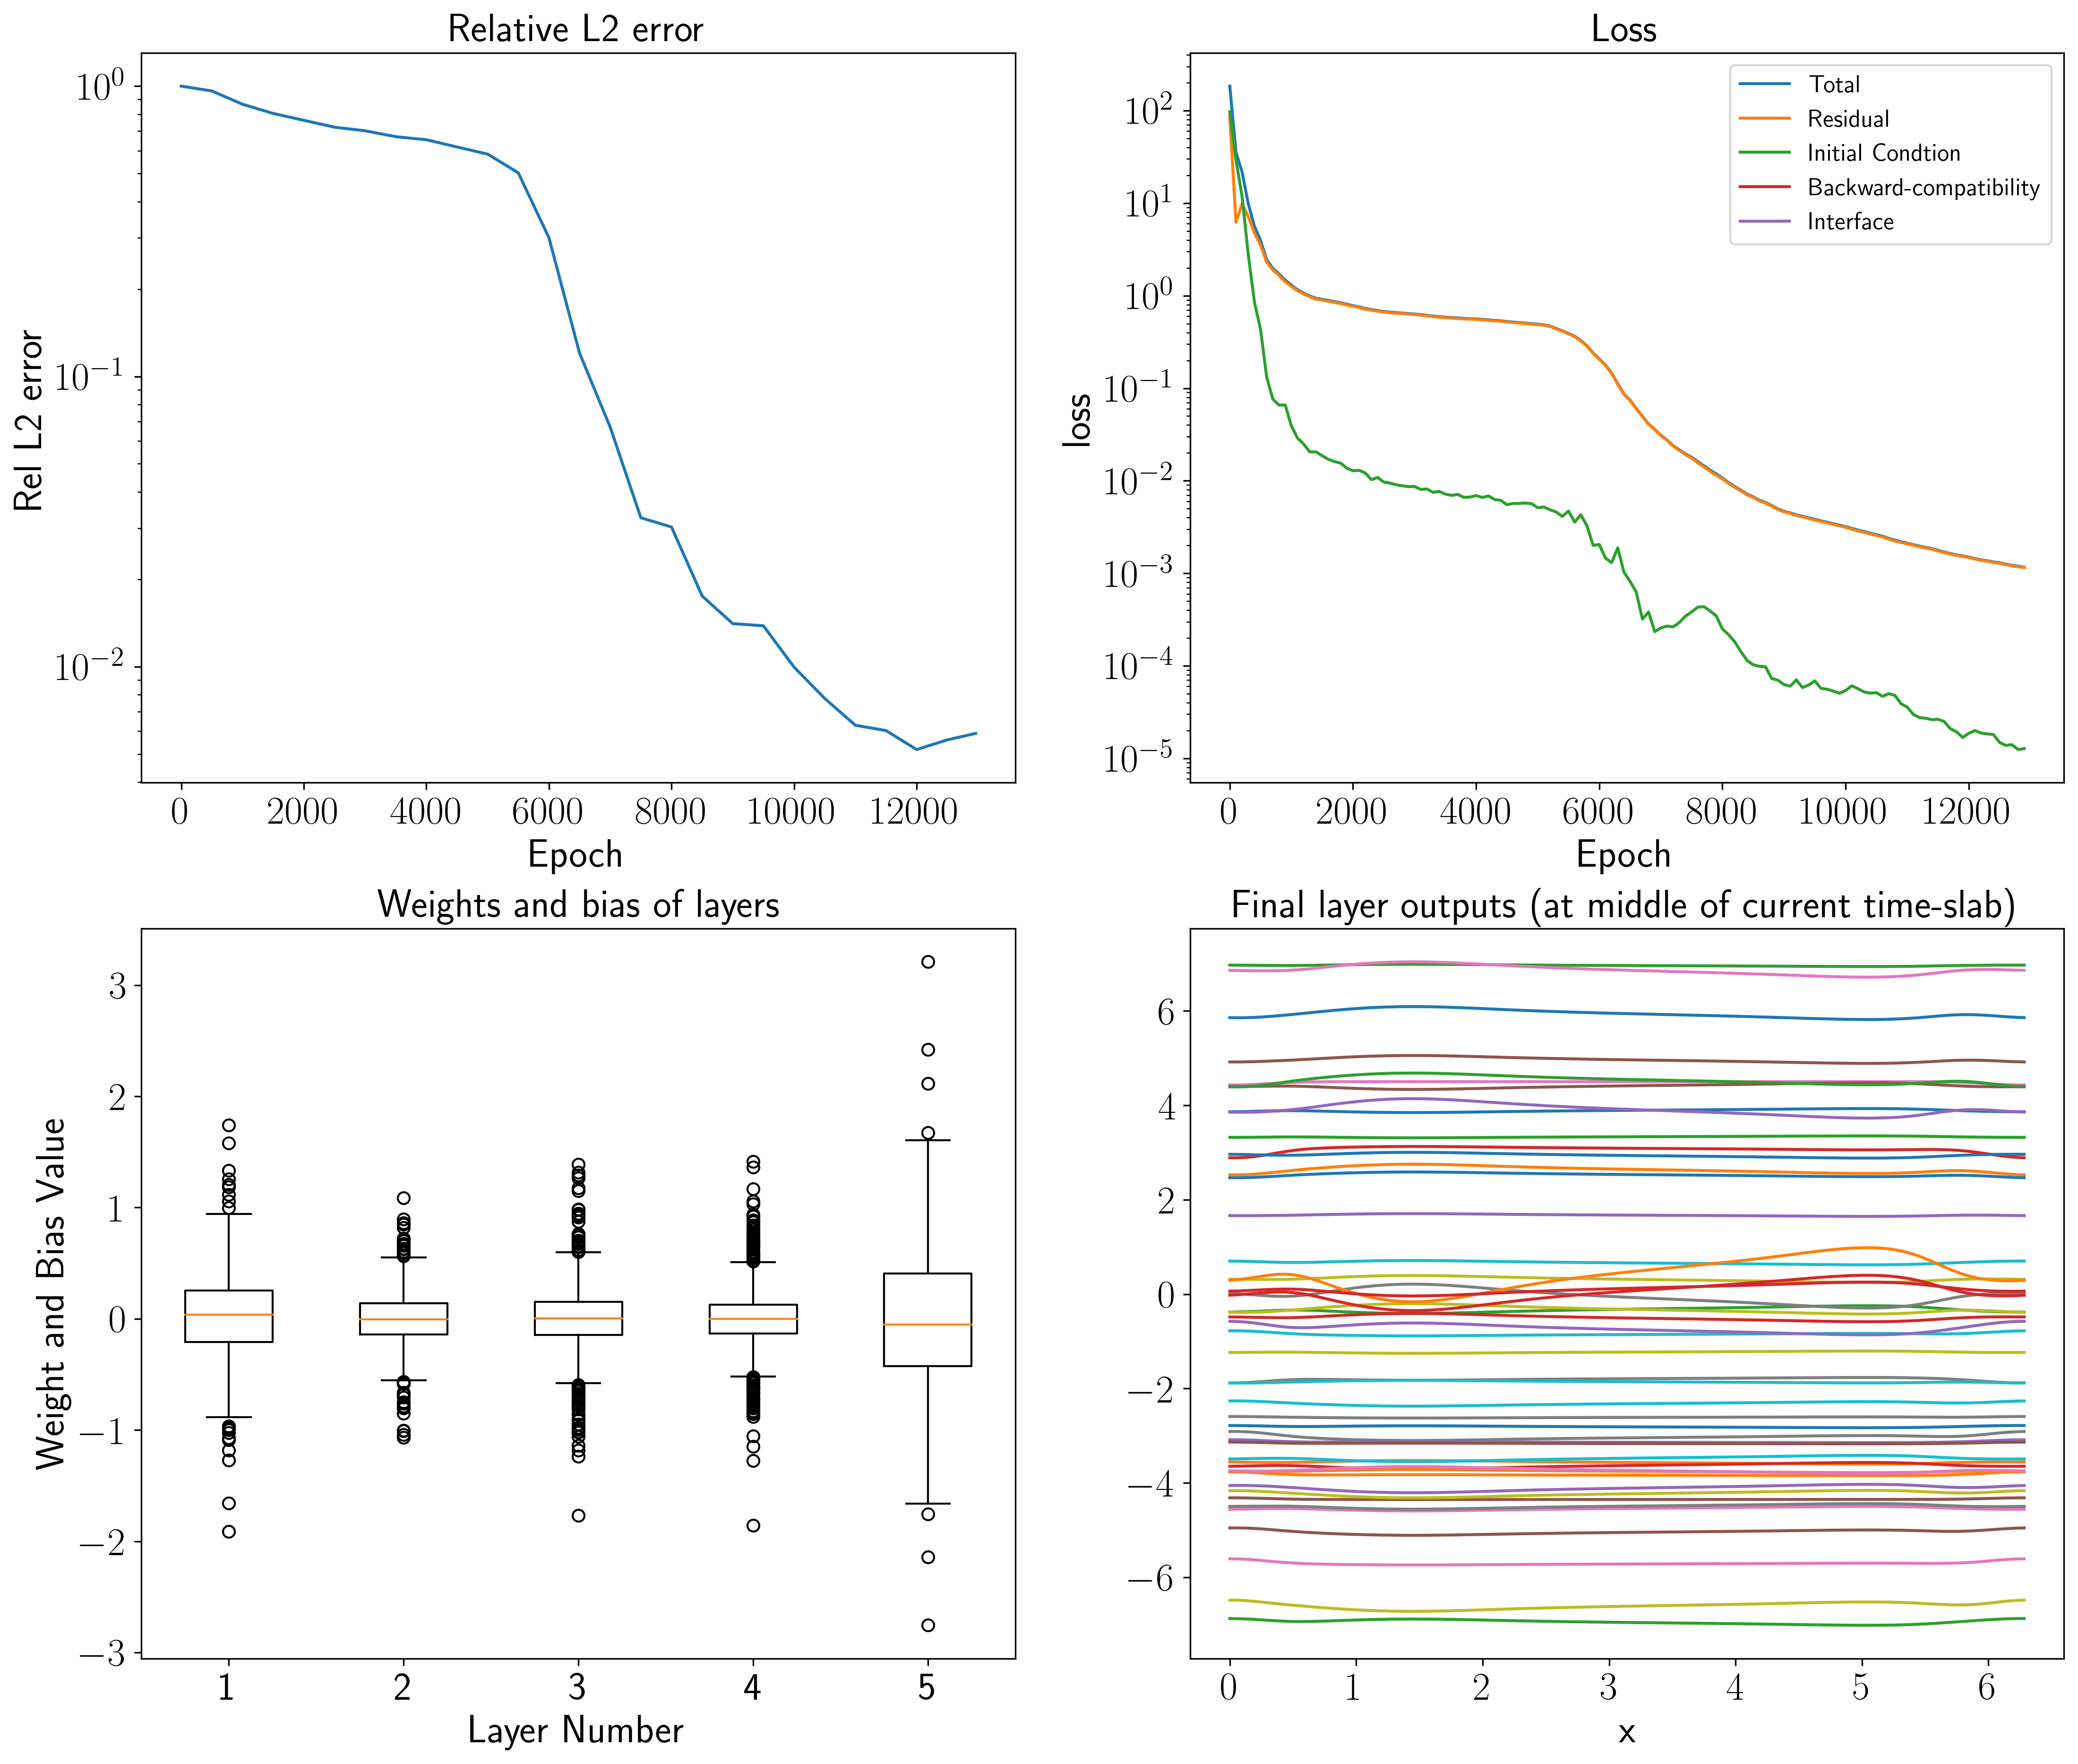 Relative L2 error
10^0
10^−1
10^−2
Rel L2 error
0 2000 4000 6000 8000 10000 12000
Epoch
Loss
Total
Residual
Initial Condtion
Backward-compatibility
Interface
10^2
10^1
10^0
10^−1
10^−2
10^−3
10^−4
10^−5
loss
0 2000 4000 6000 8000 10000 12000
Epoch
Weights and bias of layers
3
2
1
0
−1
−2
−3
Weight and Bias Value
1 2 3 4 5
Layer Number
Final layer outputs (at middle of current time-slab)
6
4
2
0
−2
−4
−6
0 1 2 3 4 5 6
x